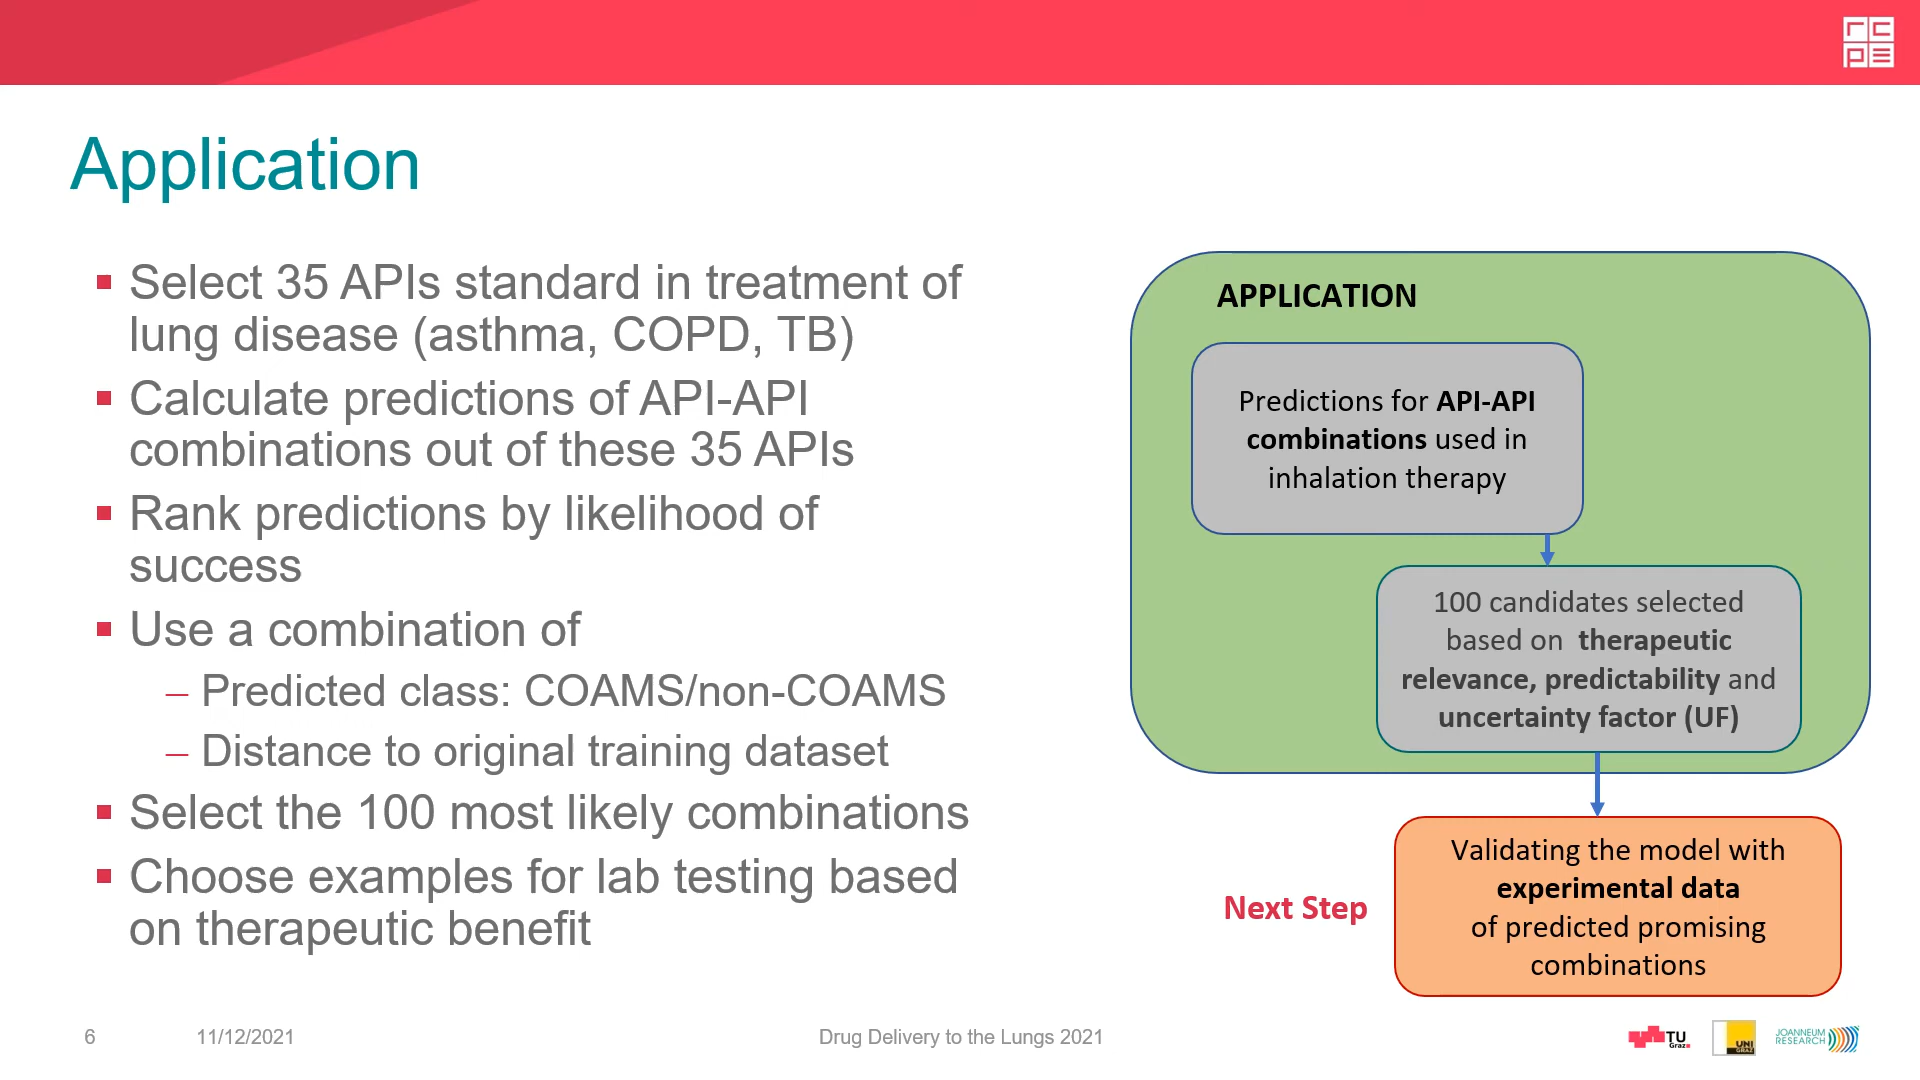 rcpe
Application
Select 35 APIs standard in treatment of
lung disease (asthma, COPD, TB)
Calculate predictions of API-API
combinations out of these 35 APIs
Rank predictions by likelihood of
success
Use a combination of
– Predicted class: COAMS/non-COAMS
– Distance to original training dataset
Select the 100 most likely combinations
Choose examples for lab testing based
on therapeutic benefit
APPLICATION
Predictions for API-API
combinations used in
inhalation therapy
100 candidates selected
based on therapeutic
relevance, predictability and
uncertainty factor (UF)
Next Step
Validating the model with
experimental data
of predicted promising
combinations
6
11/12/2021
Drug Delivery to the Lungs 2021
TU
Graz
UNI
GRAZ
JOANNEUM
RESEARCH